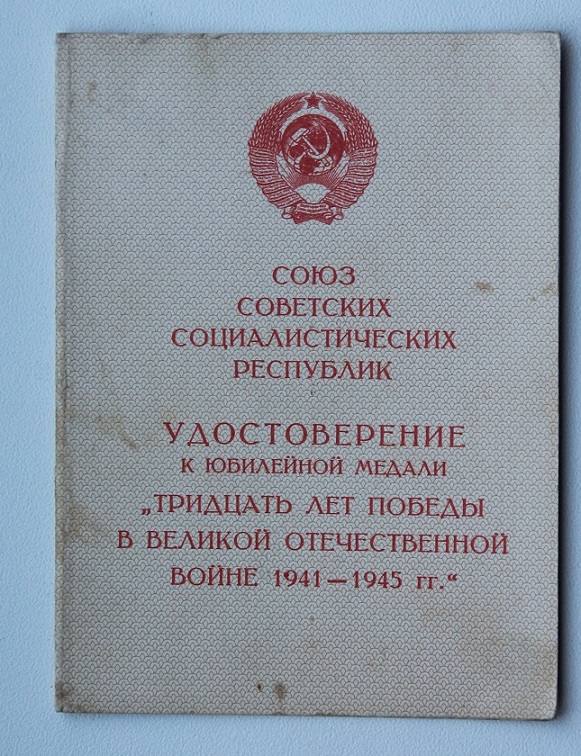 СОЮЗ
СОВЕТСКИХ
СОЦИАЛИСТИЧЕСКИХ
РЕСПУБЛИК
УДОСТОВЕРЕНИЕ
К ЮБИЛЕЙНОЙ МЕДАЛИ
„ТРИДЦАТЬ ЛЕТ ПОБЕДЫ
В ВЕЛИКОЙ ОТЕЧЕСТВЕННОЙ
ВОЙНЕ 1941—1945 гг.“